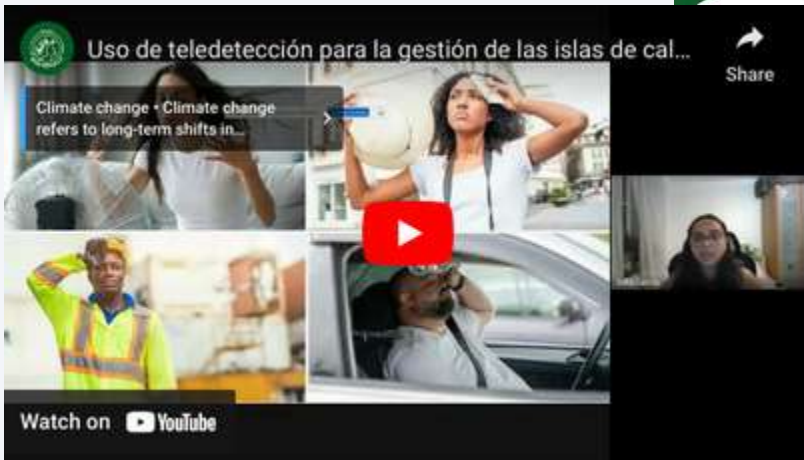 Uso de teledetección para la gestión de las islas de cal...
Share
Climate change • Climate change
refers to long-term shifts in...
Watch on YouTube